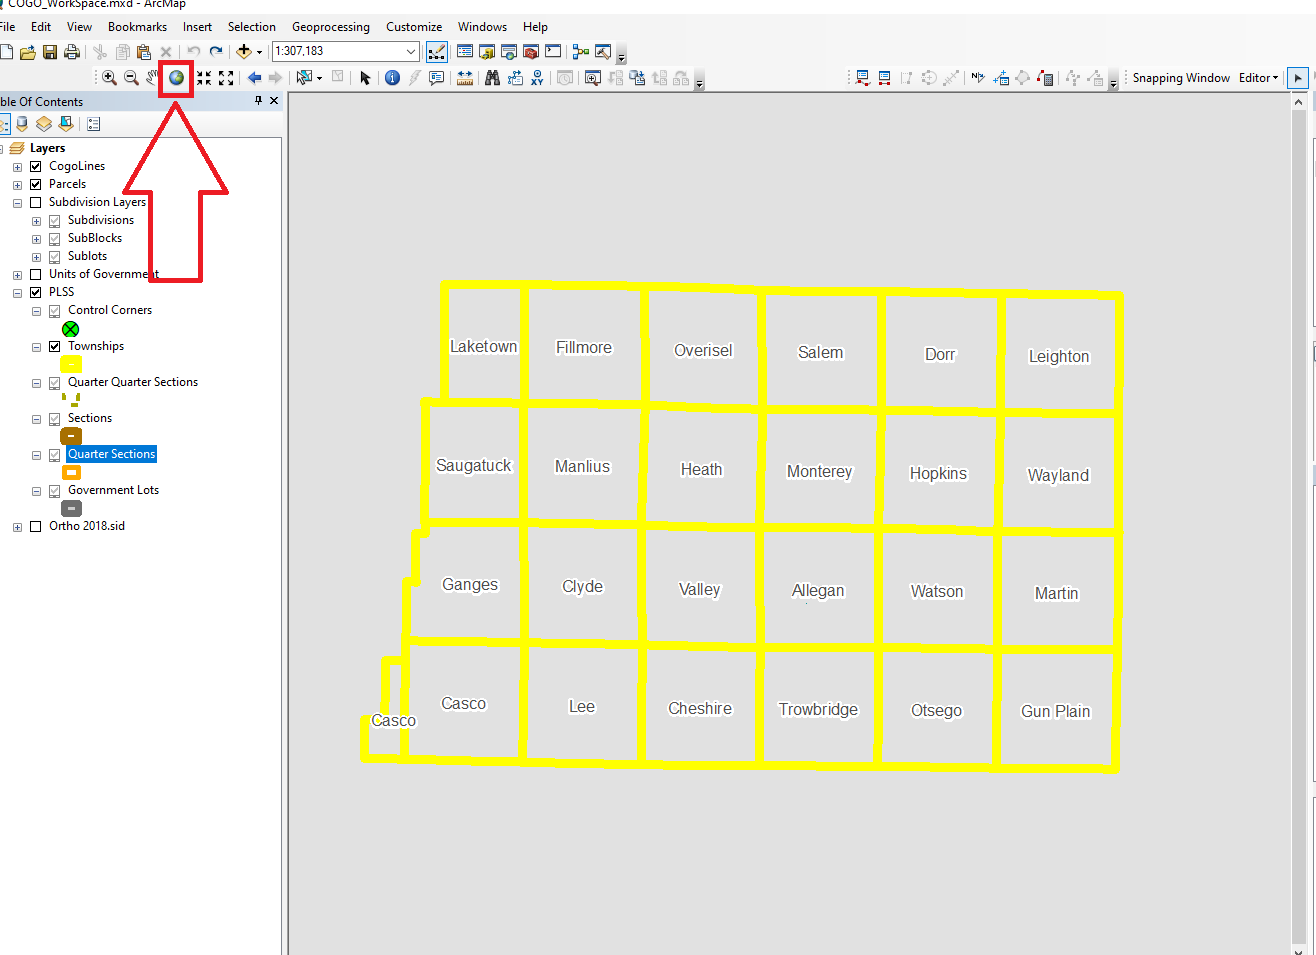 COGO_WorkSpace.mxd - ArcMap
File Edit View Bookmarks Insert Selection Geoprocessing Customize Windows Help
1:307,183
Snapping Window Editor
ble Of Contents
Layers
CogoLines
Parcels
Subdivision Layers
Subdivisions
SubBlocks
Sublots
Units of Government
PLSS
Control Corners
Townships
Quarter Quarter Sections
Sections
Quarter Sections
Government Lots
Ortho 2018.sid
Laketown Fillmore Overisel Salem Dorr Leighton
Saugatuck Manlius Heath Monterey Hopkins Wayland
Ganges Clyde Valley Allegan Watson Martin
Casco Lee Cheshire Trowbridge Otsego Gun Plain
Casco